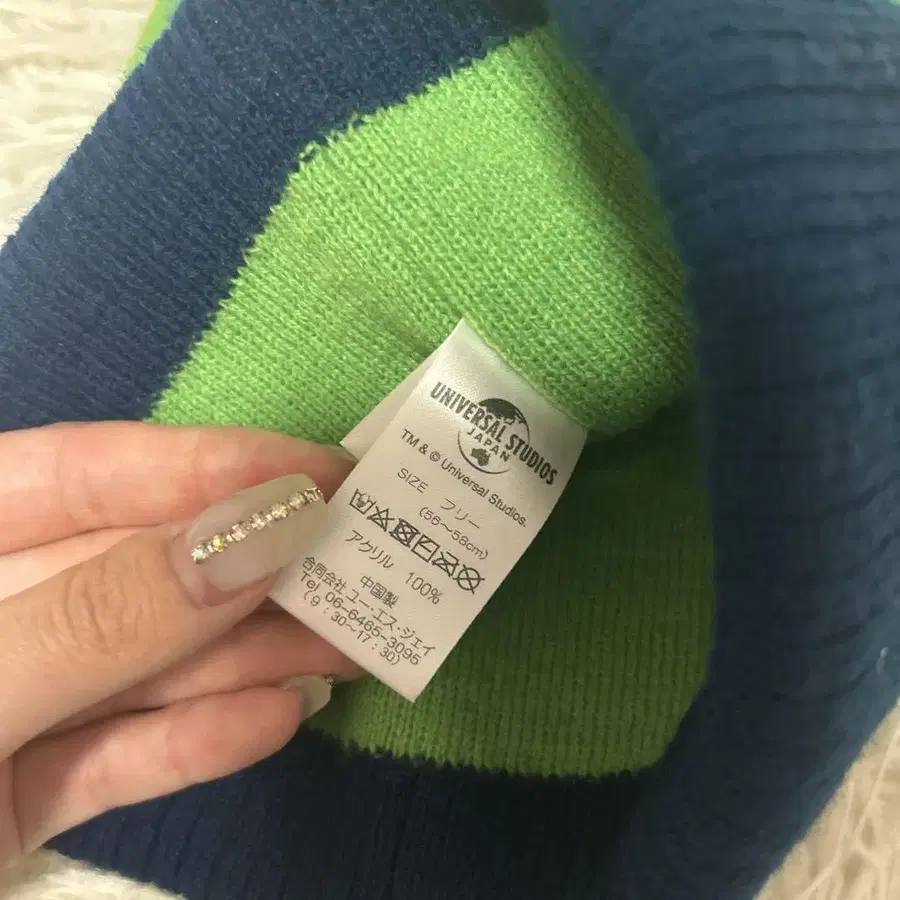 UNIVERSAL STUDIOS
JAPAN
TM & © Universal Studios.
SIZE フリー
(56~58cm)
アクリル 100%
中国製
合同会社 ユー・エス・ジェイ
Tel 06-6465-3095
(9:30~17:30)